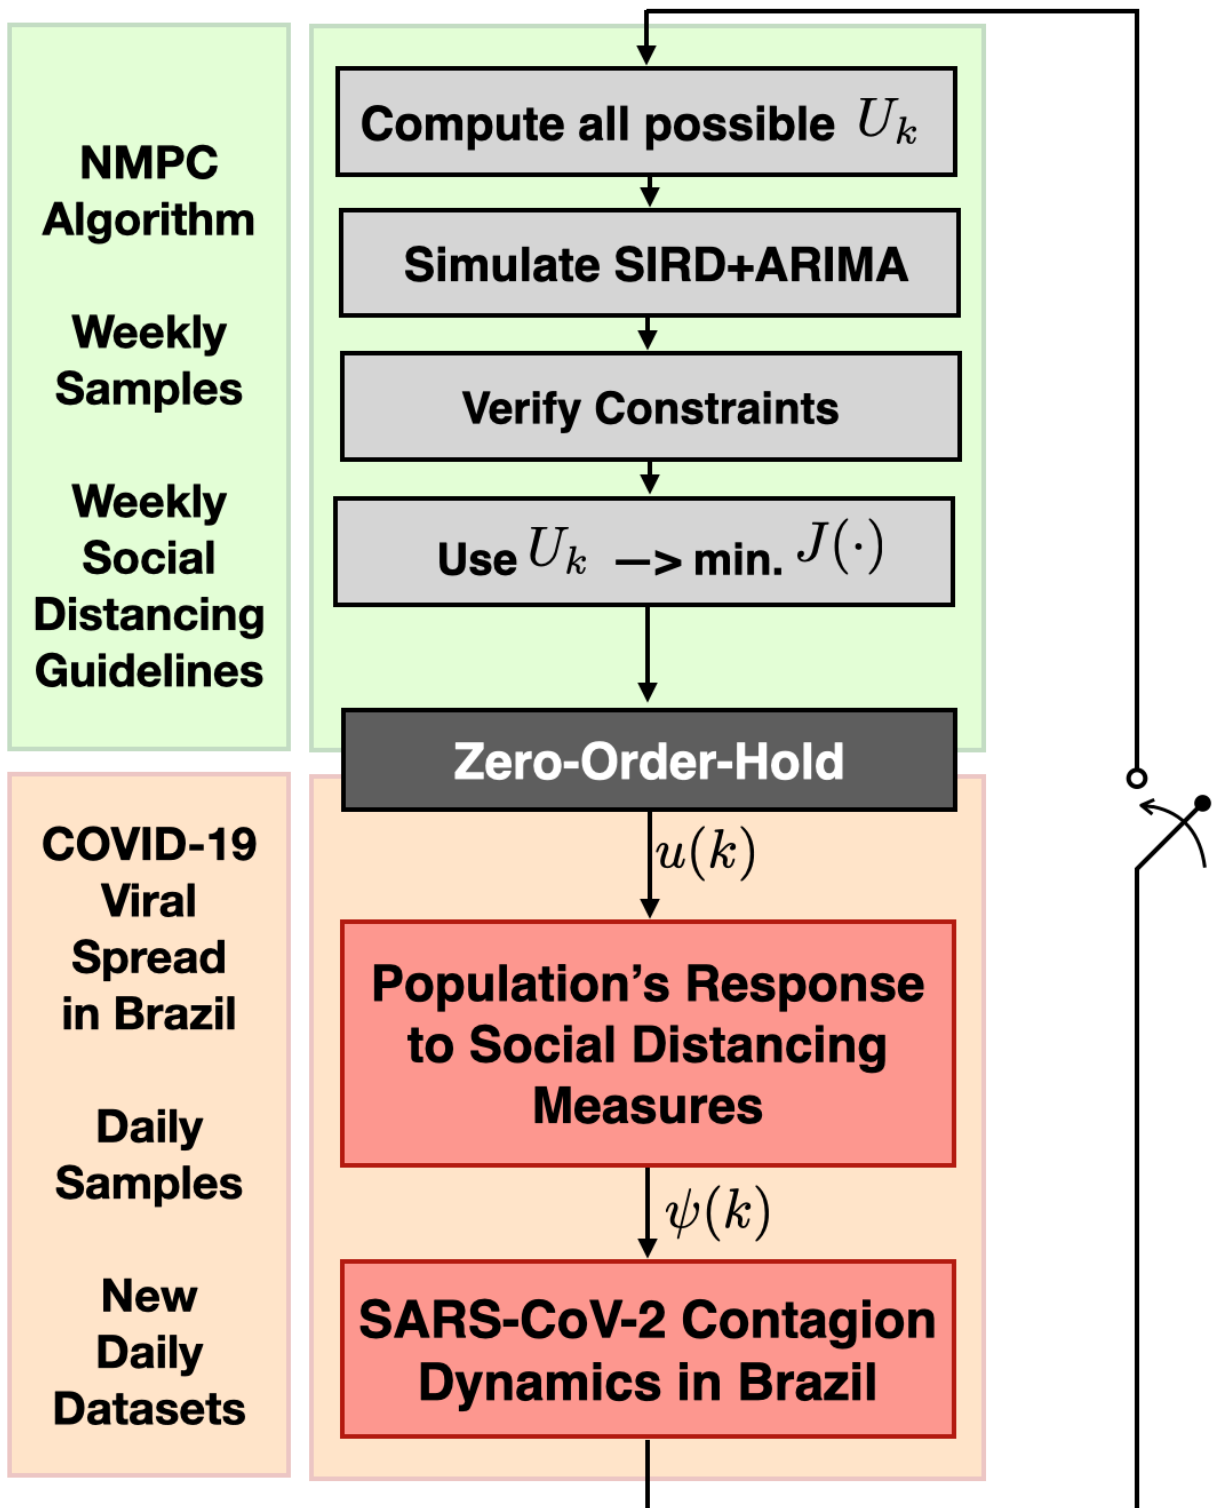 NMPC
Algorithm
Weekly
Samples
Weekly
Social
Distancing
Guidelines
Compute all possible U_k
Simulate SIRD+ARIMA
Verify Constraints
Use U_k —> min. J(·)
Zero-Order-Hold
u(k)
COVID-19
Viral
Spread
in Brazil
Daily
Samples
New
Daily
Datasets
Population’s Response
to Social Distancing
Measures
ψ(k)
SARS-CoV-2 Contagion
Dynamics in Brazil